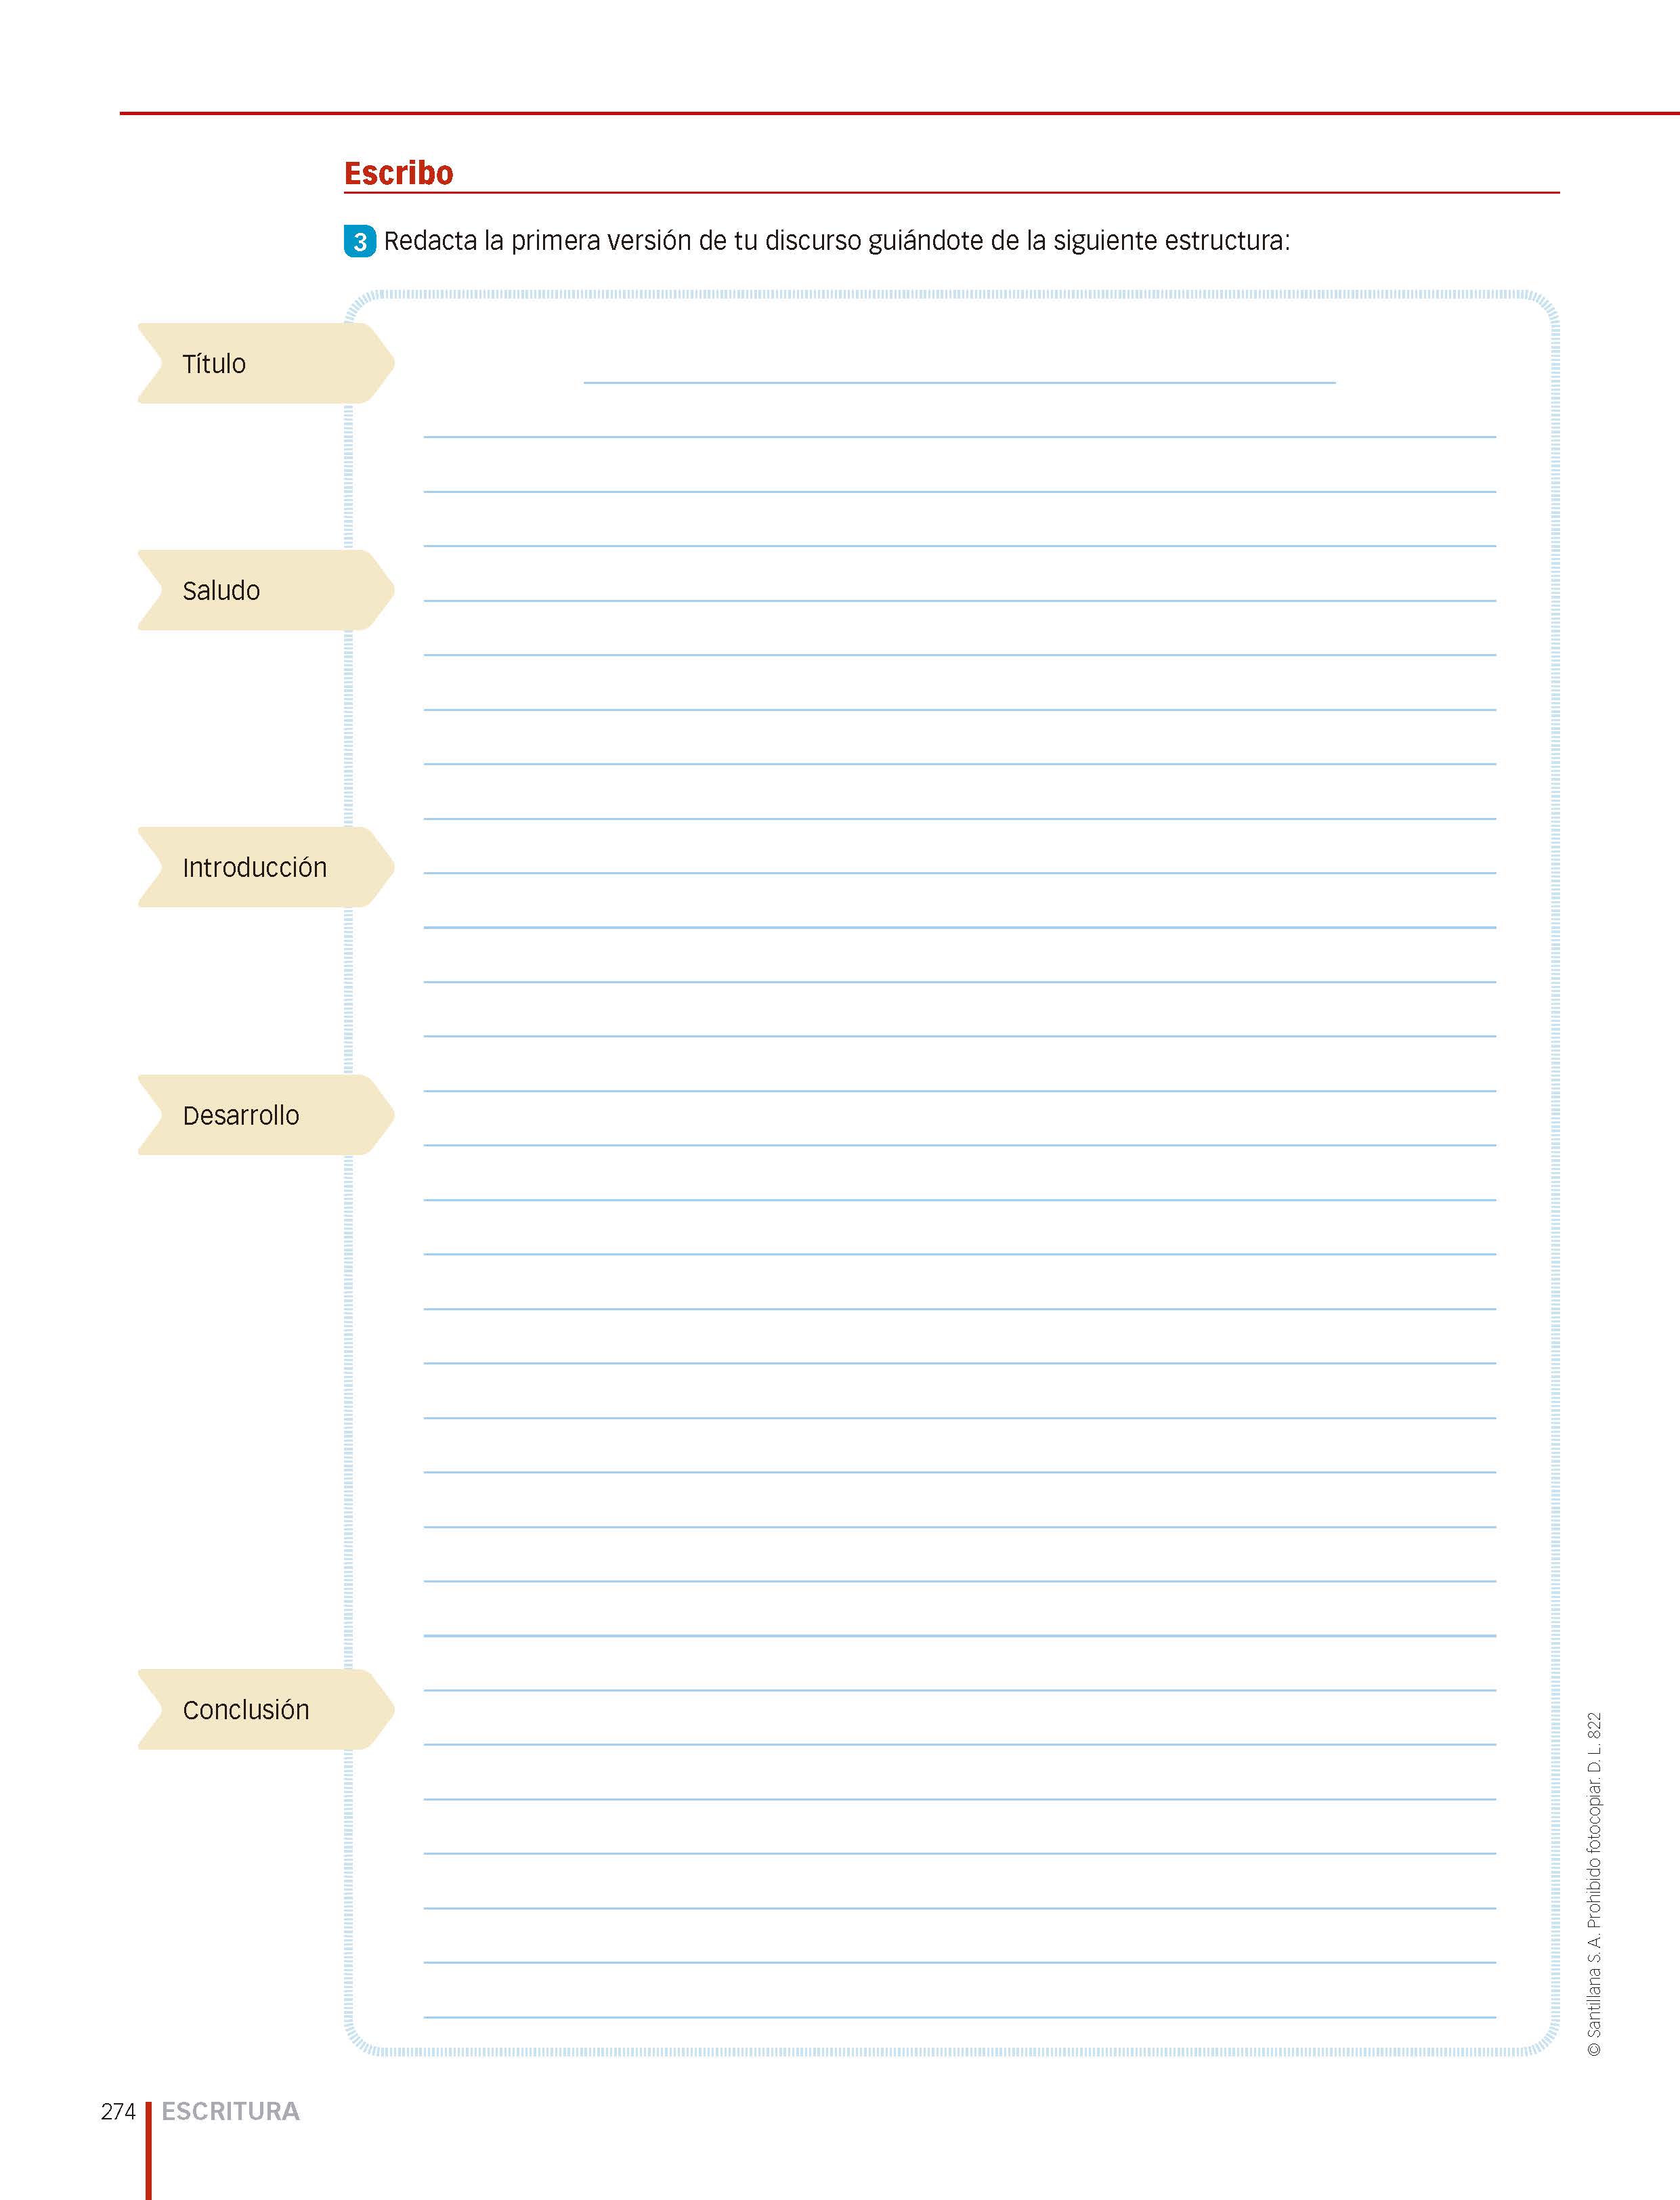 Escribo
3 Redacta la primera versión de tu discurso guiándote de la siguiente estructura:
Título
Saludo
Introducción
Desarrollo
Conclusión
© Santillana S. A. Prohibido fotocopiar. D. L. 822
274 ESCRITURA